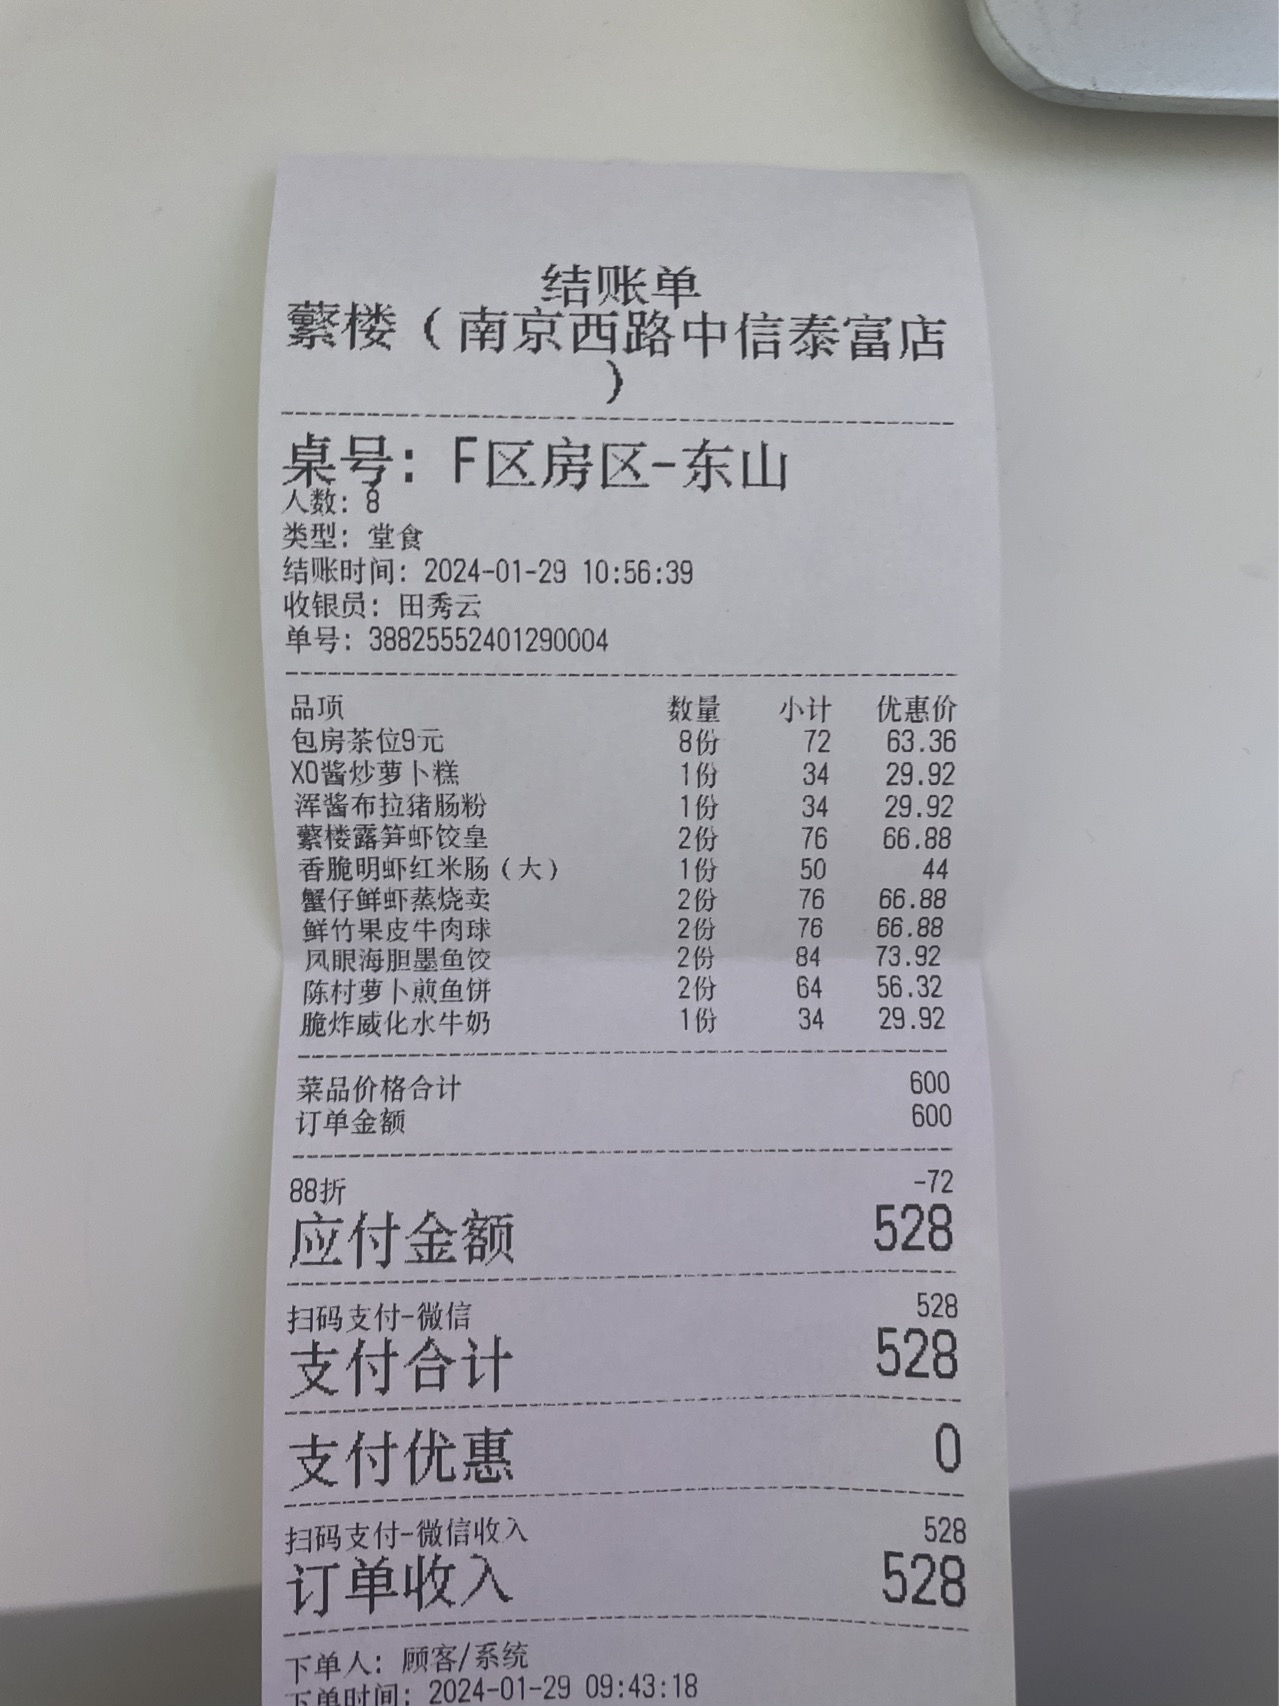 结账单
蘩楼（南京西路中信泰富店
）
桌号: F区房区-东山
人数: 8
类型: 堂食
结账时间: 2024-01-29 10:56:39
收银员: 田秀云
单号: 38825552401290004
品项 数量 小计 优惠价
包房茶位9元 8份 72 63.36
XO酱炒萝卜糕 1份 34 29.92
浑酱布拉猪肠粉 1份 34 29.92
蘩楼露笋虾饺皇 2份 76 66.88
香脆明虾红米肠（大） 1份 50 44
蟹仔鲜虾蒸烧卖 2份 76 66.88
鲜竹果皮牛肉球 2份 76 66.88
凤眼海胆墨鱼饺 2份 84 73.92
陈村萝卜煎鱼饼 2份 64 56.32
脆炸威化水牛奶 1份 34 29.92
菜品价格合计 600
订单金额 600
88折 -72
应付金额 528
扫码支付-微信 528
支付合计 528
支付优惠 0
扫码支付-微信收入 528
订单收入 528
下单人: 顾客/系统
下单时间: 2024-01-29 09:43:18